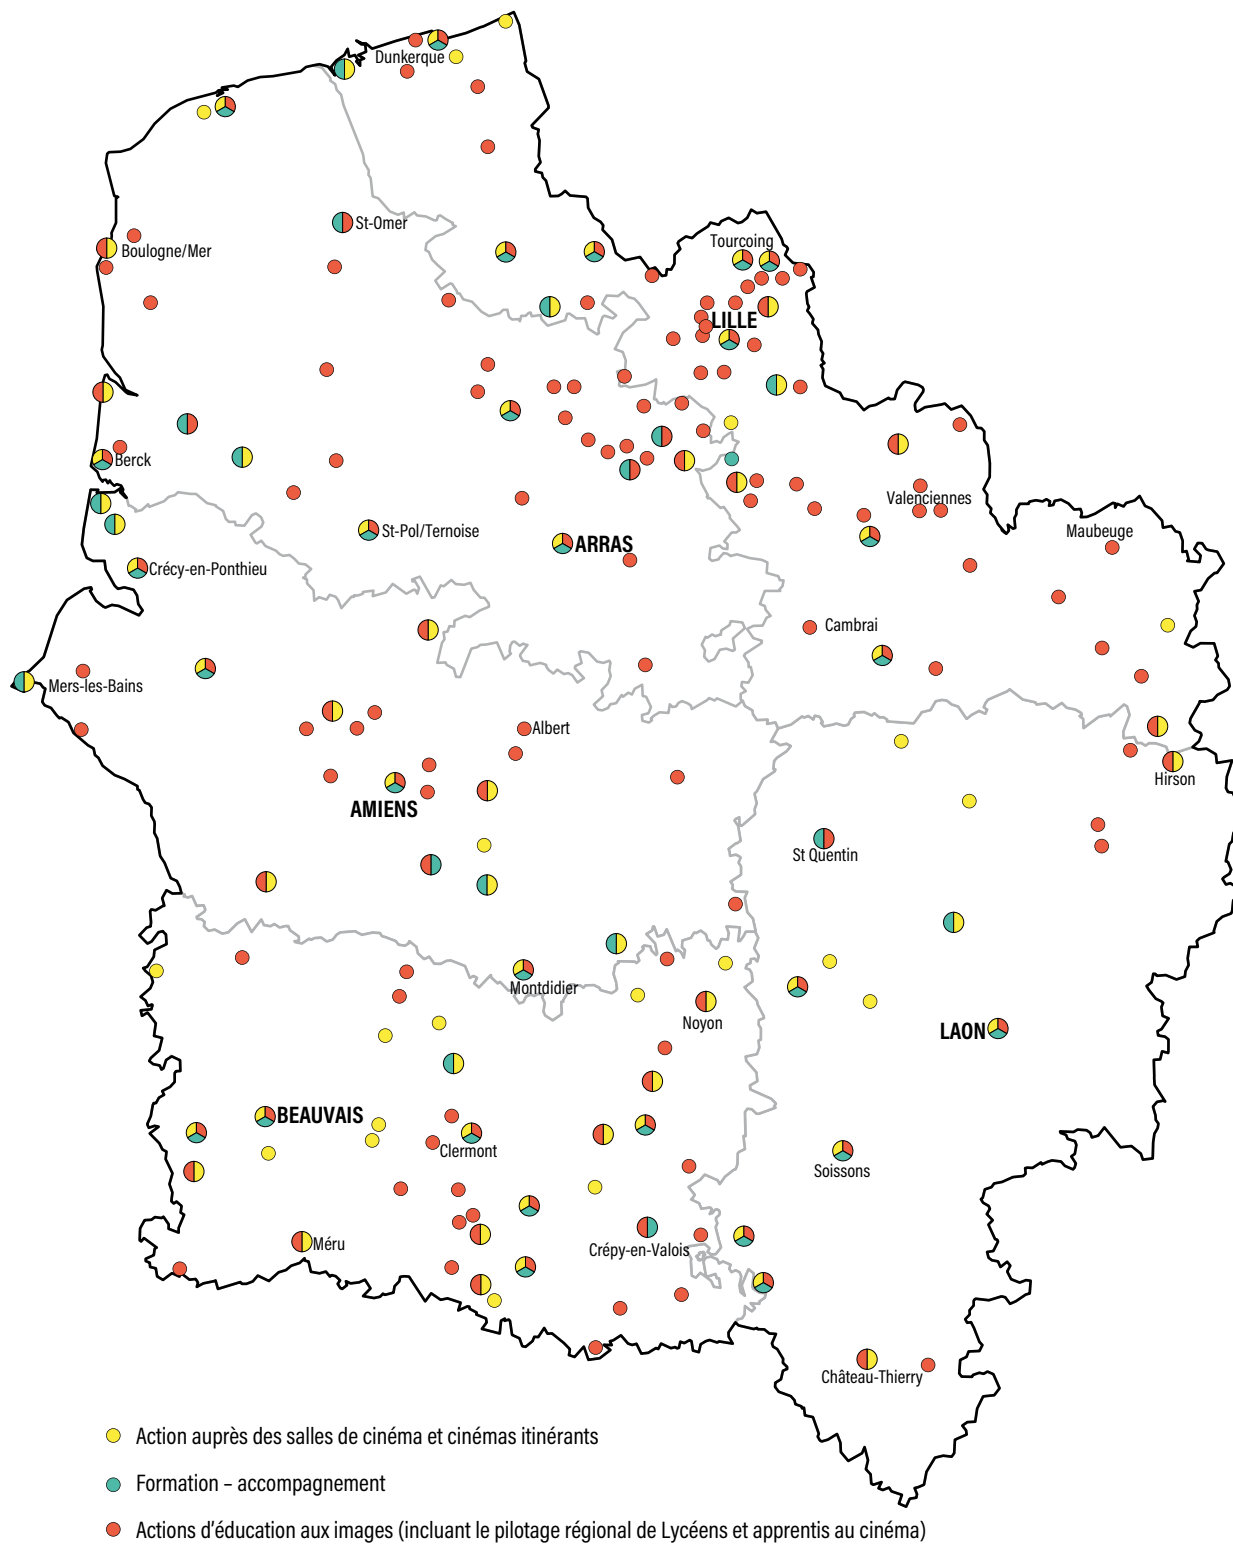 Dunkerque
St-Omer
Tourcoing
Boulogne/Mer
LILLE
Berck
Valenciennes
St-Pol/Ternoise
ARRAS
Maubeuge
Crécy-en-Ponthieu
Cambrai
Mers-les-Bains
Albert
Hirson
AMIENS
St Quentin
Montdidier
Noyon
LAON
BEAUVAIS
Clermont
Soissons
Méru
Crépy-en-Valois
Château-Thierry
Action auprès des salles de cinéma et cinémas itinérants
Formation – accompagnement
Actions d'éducation aux images (incluant le pilotage régional de Lycéens et apprentis au cinéma)